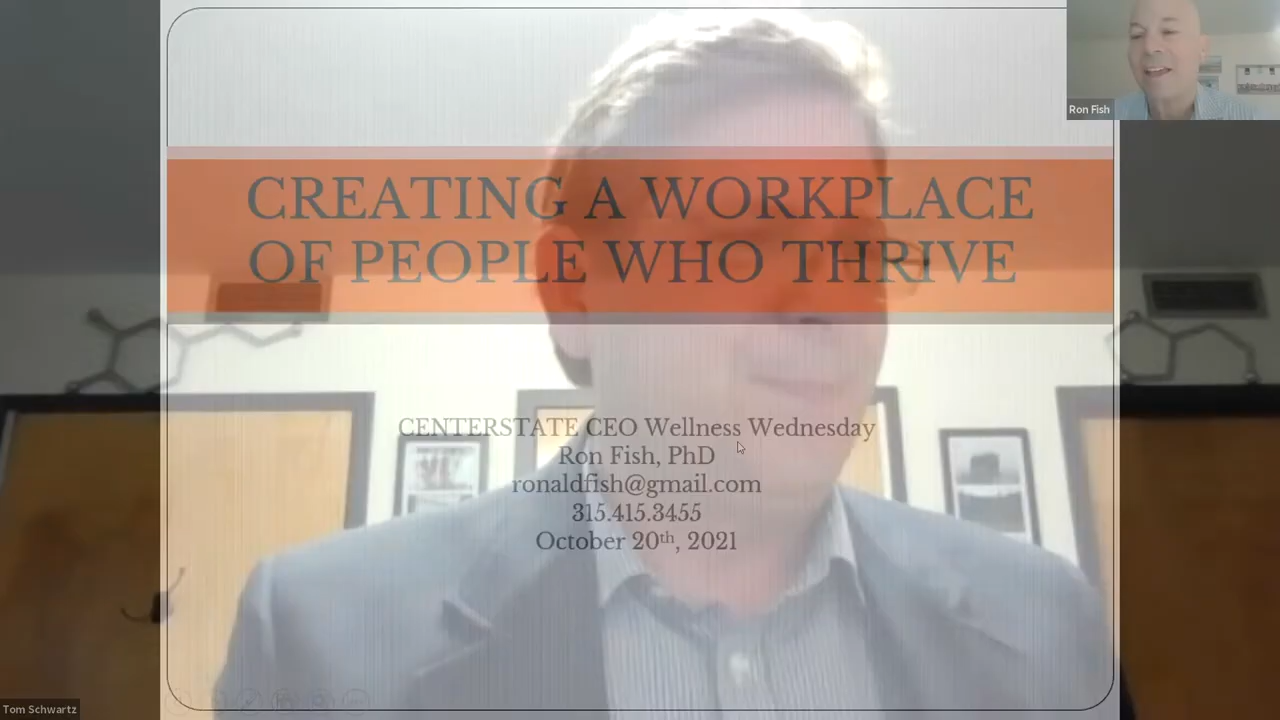 Ron Fish
CREATING A WORKPLACE
OF PEOPLE WHO THRIVE
CENTERSTATE CEO Wellness Wednesday
Ron Fish, PhD
ronaldfish@gmail.com
315.415.3455
October 20th, 2021
Tom Schwartz